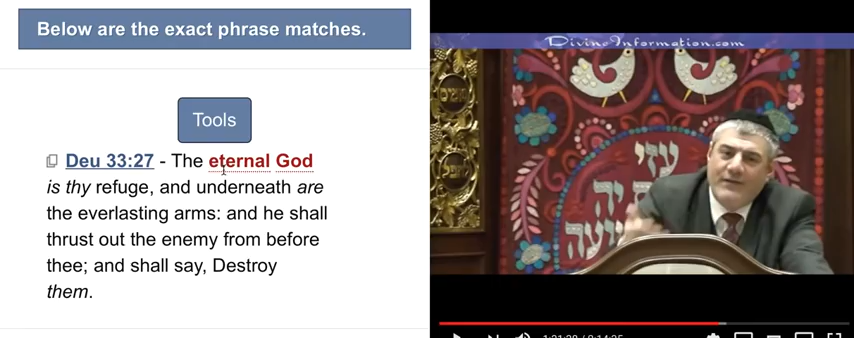 Below are the exact phrase matches.
Tools
Deu 33:27 - The eternal God
is thy refuge, and underneath are
the everlasting arms: and he shall
thrust out the enemy from before
thee; and shall say, Destroy
them.
DivineInformation.com
עזי